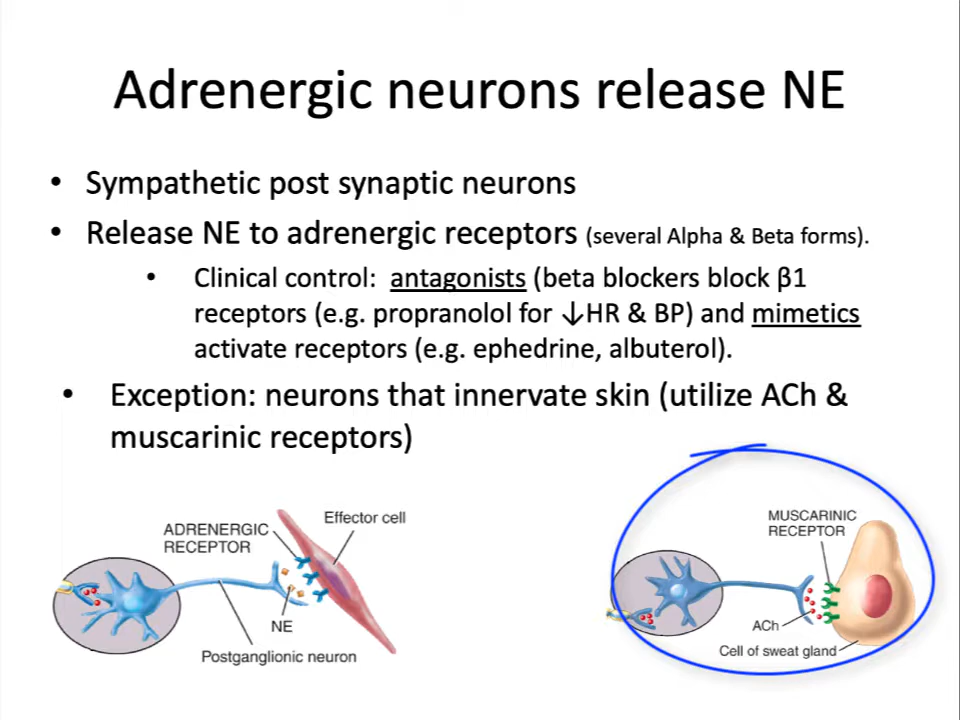 Adrenergic neurons release NE
• Sympathetic post synaptic neurons
• Release NE to adrenergic receptors (several Alpha & Beta forms).
• Clinical control: antagonists (beta blockers block β1
receptors (e.g. propranolol for ↓HR & BP) and mimetics
activate receptors (e.g. ephedrine, albuterol).
• Exception: neurons that innervate skin (utilize ACh &
muscarinic receptors)
ADRENERGIC
RECEPTOR
Effector cell
NE
Postganglionic neuron
MUSCARINIC
RECEPTOR
ACh
Cell of sweat gland